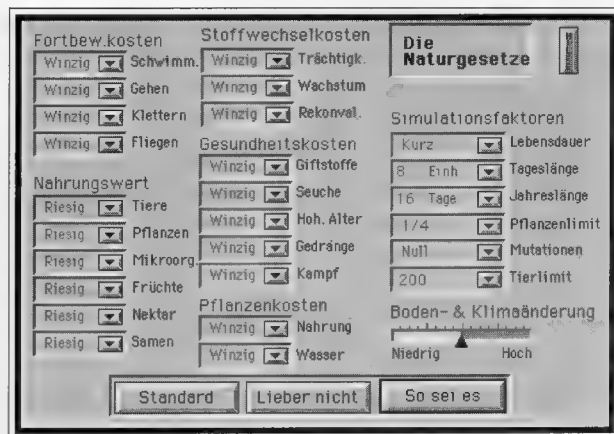 Fortbew.kosten
Winzig Schwimm.
Winzig Gehen
Winzig Klettern
Winzig Fliegen
Nahrungswert
Riesig Tiere
Riesig Pflanzen
Riesig Mikroorg.
Riesig Früchte
Riesig Nektar
Riesig Samen
Stoffwechselkosten
Winzig Trächtigk.
Winzig Wachstum
Winzig Rekonval.
Gesundheitskosten
Winzig Giftstoffe
Winzig Seuche
Winzig Hoh. Alter
Winzig Gedränge
Winzig Kampf
Pflanzenkosten
Winzig Nahrung
Winzig Wasser
Die
Naturgesetze
Simulationsfaktoren
Kurz Lebensdauer
8 Einh Tageslänge
16 Tage Jahreslänge
1/4 Pflanzenlimit
Null Mutationen
200 Tierlimit
Boden- & Klimaänderung
Niedrig Hoch
Standard Lieber nicht So sei es